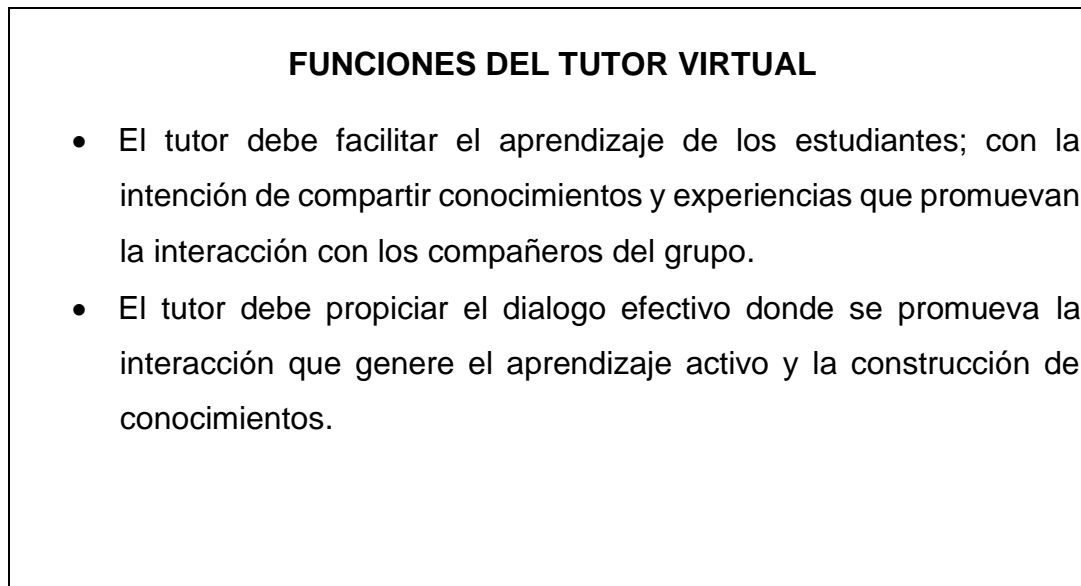 FUNCIONES DEL TUTOR VIRTUAL
• El tutor debe facilitar el aprendizaje de los estudiantes; con la
intención de compartir conocimientos y experiencias que promuevan
la interacción con los compañeros del grupo.
• El tutor debe propiciar el dialogo efectivo donde se promueva la
interacción que genere el aprendizaje activo y la construcción de
conocimientos.